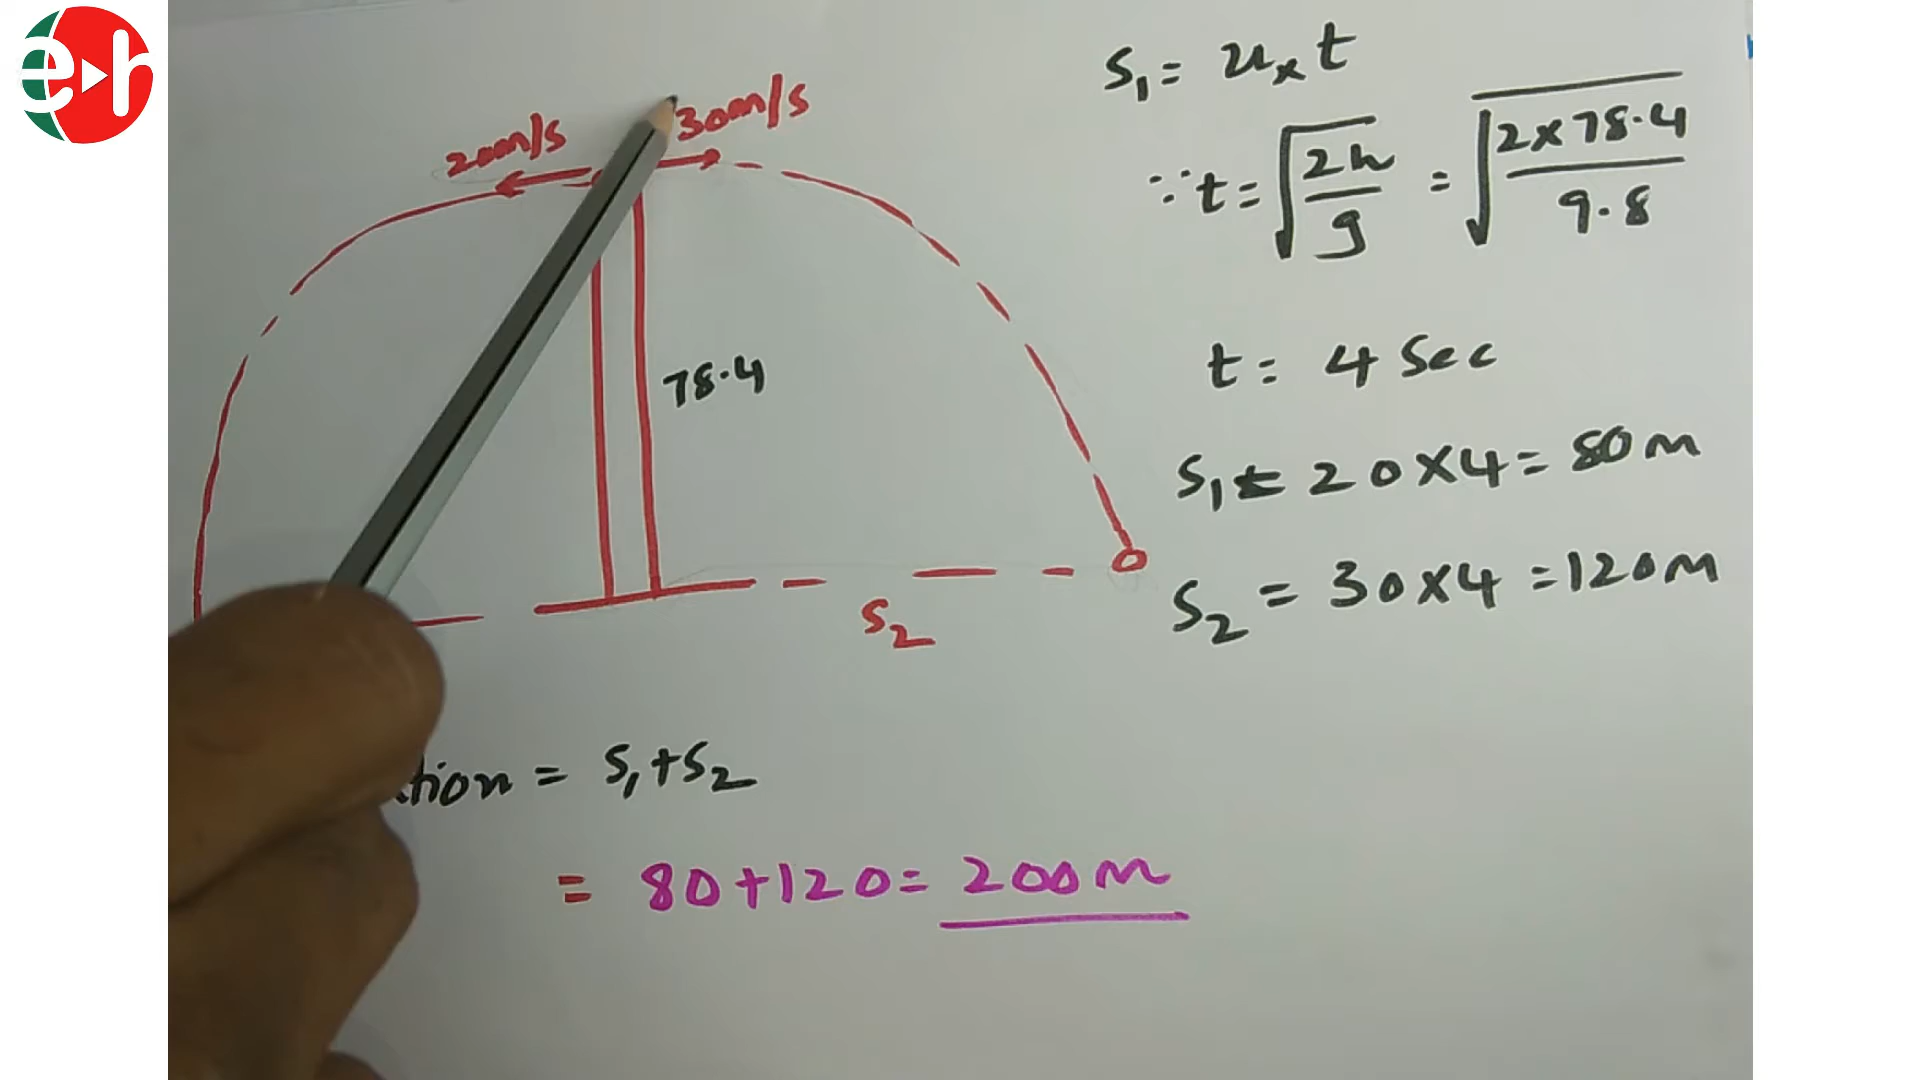 eh
20m/s
30m/s
78.4
S₂
S₁ = uₓt
∵ t = √(2h/g) = √(2×78.4/9.8)
t = 4 Sec
S₁ = 20×4 = 80m
S₂ = 30×4 = 120m
= S₁+S₂
= 80+120 = 200m